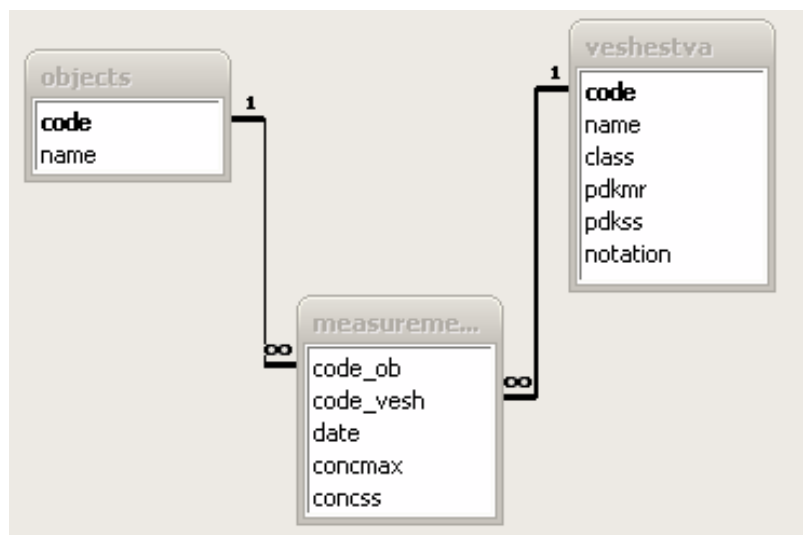 objects
code
name
1
veshestva
code
name
class
pdkmr
pdkss
notation
1
measureme...
code_ob
code_vesh
date
concmax
concss
∞
∞